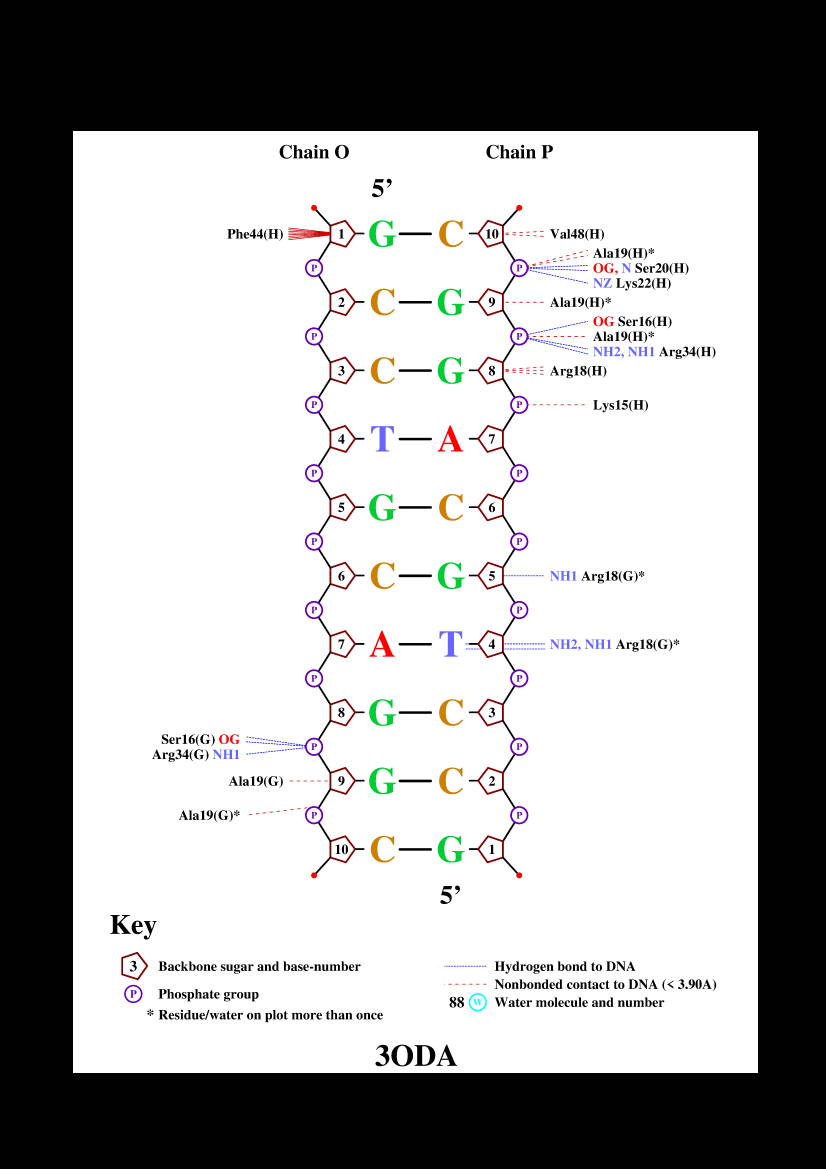 Chain O Chain P
5’
Phe44(H) 1 G C 10 Val48(H)
Ala19(H)*
P P OG, N Ser20(H)
NZ Lys22(H)
2 C G 9 Ala19(H)*
OG Ser16(H)
P P Ala19(H)*
NH2, NH1 Arg34(H)
3 C G 8 Arg18(H)
P P Lys15(H)
4 T A 7
P P
5 G C 6
P P
6 C G 5 NH1 Arg18(G)*
P P
7 A T 4 NH2, NH1 Arg18(G)*
P P
8 G C 3
Ser16(G) OG
P P
Arg34(G) NH1
Ala19(G) 9 G C 2
Ala19(G)* P P
10 C G 1
5’
Key
3 Backbone sugar and base-number
P Phosphate group
* Residue/water on plot more than once
Hydrogen bond to DNA
Nonbonded contact to DNA (< 3.90A)
88 W Water molecule and number
3ODA